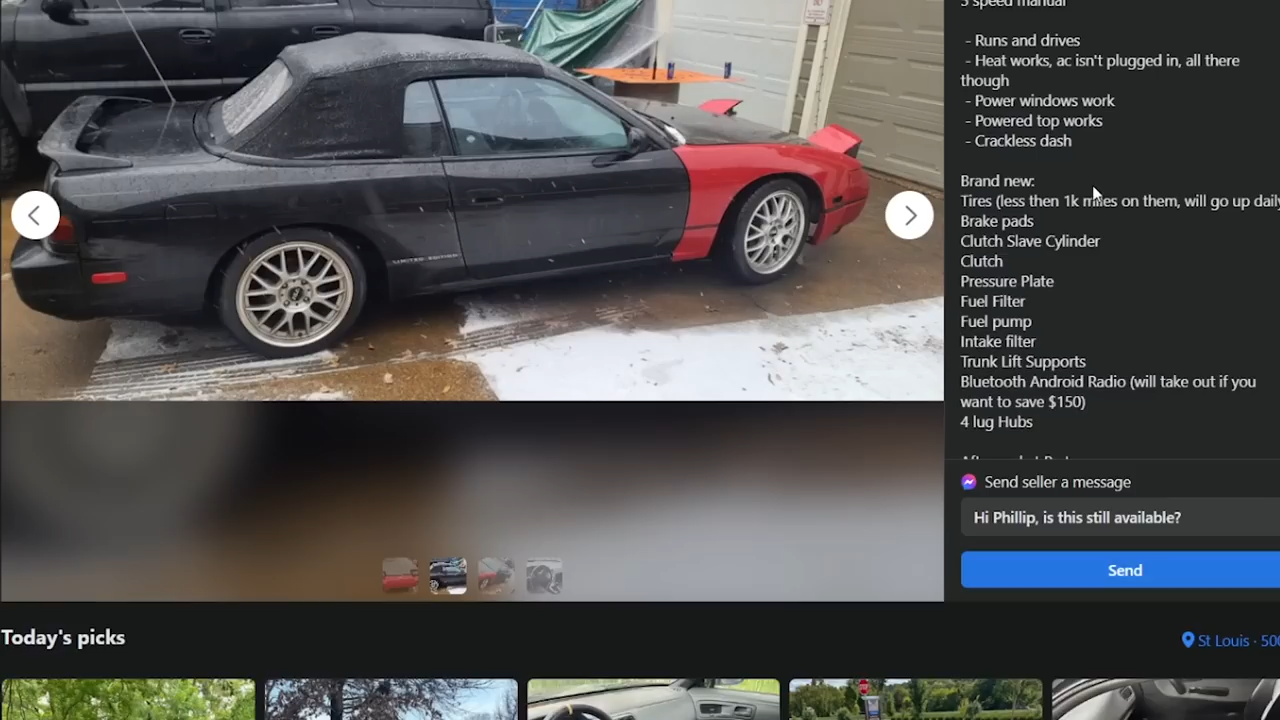 5 speed manual
- Runs and drives
- Heat works, ac isn't plugged in, all there
though
- Power windows work
- Powered top works
- Crackless dash
Brand new:
Tires (less then 1k miles on them, will go up daily
Brake pads
Clutch Slave Cylinder
Clutch
Pressure Plate
Fuel Filter
Fuel pump
Intake filter
Trunk Lift Supports
Bluetooth Android Radio (will take out if you
want to save $150)
4 lug Hubs
LIMITED EDITION
Send seller a message
Hi Phillip, is this still available?
Send
Today's picks
St Louis · 500